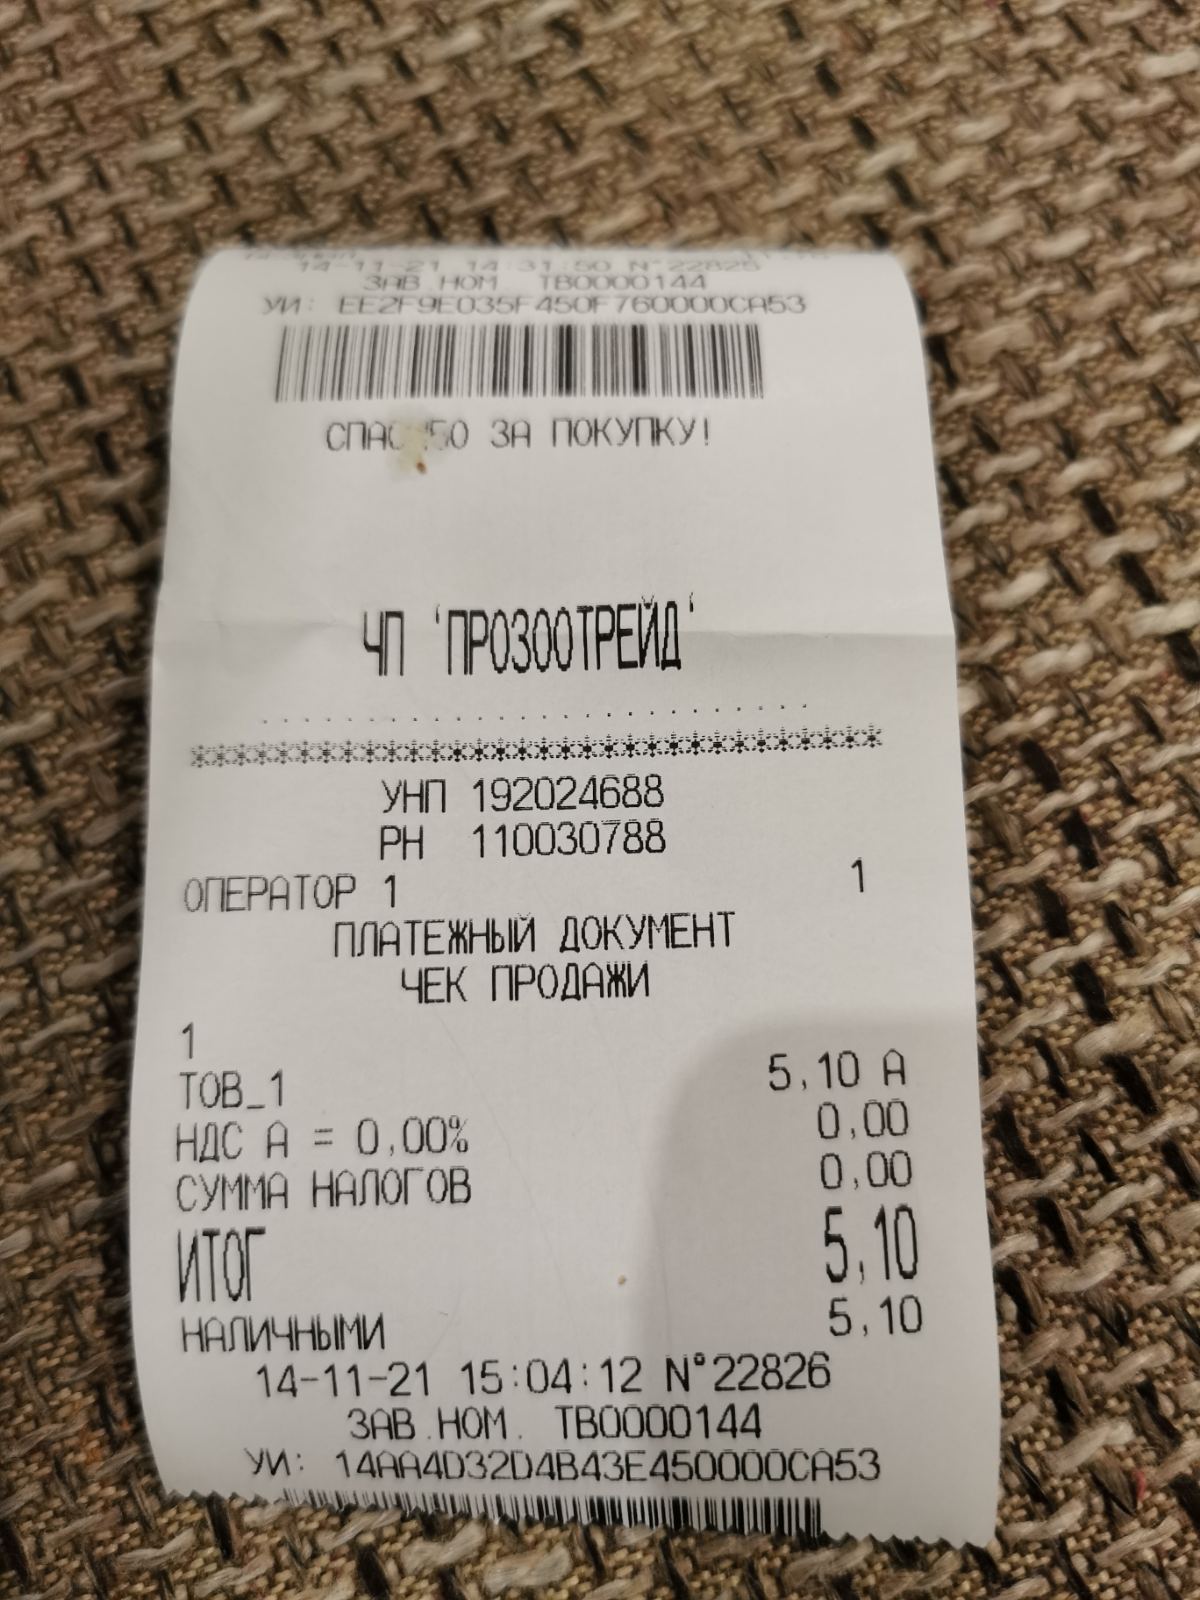 14-11-21 14:31:50 N°22825
ЗАВ.НОМ. ТВ0000144
УИ: EE2F9E035F450F760000CA53
ЗА ПОКУПКУ!
ЧП 'ПРОЗООТРЕЙД'
........................
********************************
УНП 192024688
РН 110030788
ОПЕРАТОР 1 1
ПЛАТЕЖНЫЙ ДОКУМЕНТ
ЧЕК ПРОДАЖИ
1
ТОВ_1 5,10 А
НДС А = 0,00% 0,00
СУММА НАЛОГОВ 0,00
ИТОГ 5,10
НАЛИЧНЫМИ 5,10
14-11-21 15:04:12 N°22826
ЗАВ.НОМ. ТВ0000144
УИ: 14AA4D32D4B43E450000CA53